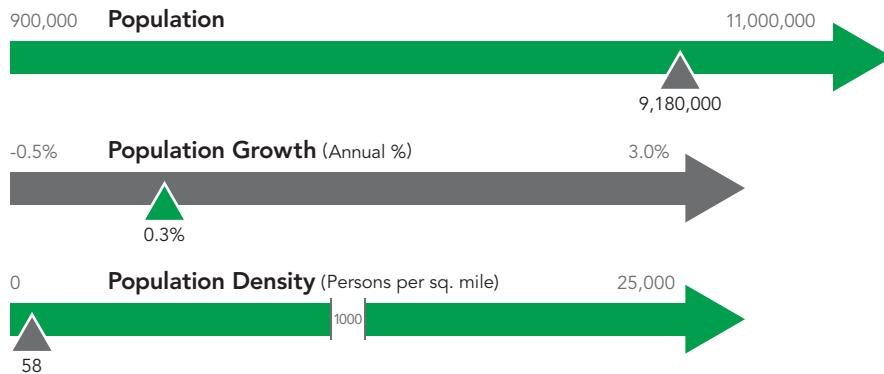 900,000 Population 11,000,000
9,180,000
-0.5% Population Growth (Annual %) 3.0%
0.3%
0 Population Density (Persons per sq. mile) 25,000
1000
58